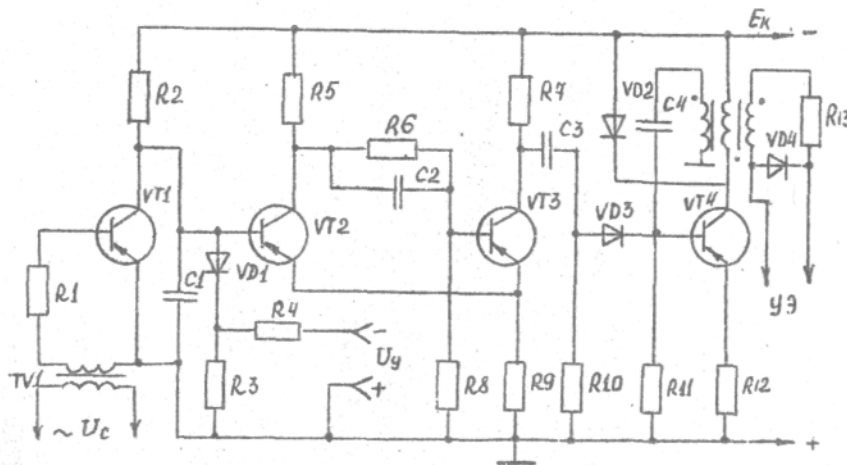 Eк -
R2
R5
R7
VD2
C4
R13
R6
C3
VD4
C2
VT1
VT2
VT3
VD3
VT4
R1
C1
VD1
R4
-
УЭ
Uу
TV1
R3
+
R8
R9
R10
R11
R12
~ Uc
+